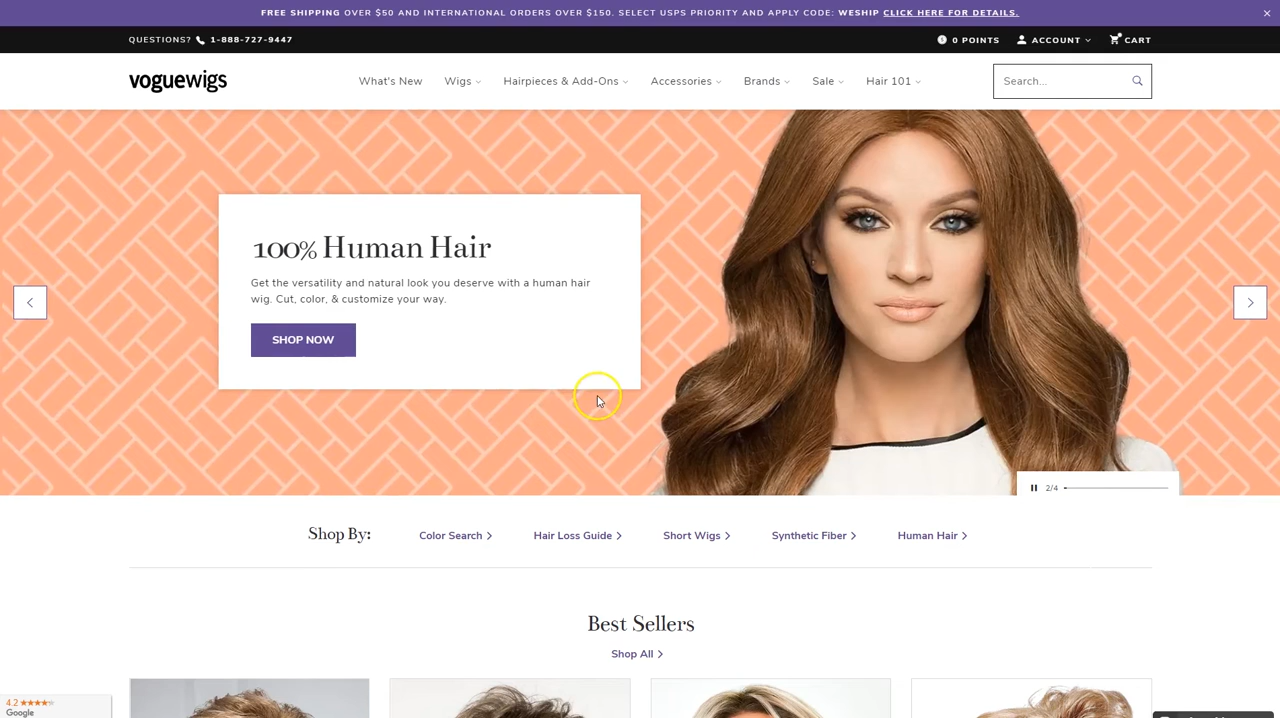 FREE SHIPPING OVER $50 AND INTERNATIONAL ORDERS OVER $150. SELECT USPS PRIORITY AND APPLY CODE: WESHIP CLICK HERE FOR DETAILS.
QUESTIONS? 1-888-727-9447
0 POINTS ACCOUNT CART
voguewigs
What's New Wigs Hairpieces & Add-Ons Accessories Brands Sale Hair 101
Search...
100% Human Hair
Get the versatility and natural look you deserve with a human hair
wig. Cut, color, & customize your way.
SHOP NOW
2/4
Shop By: Color Search Hair Loss Guide Short Wigs Synthetic Fiber Human Hair
Best Sellers
Shop All
4.2
Google